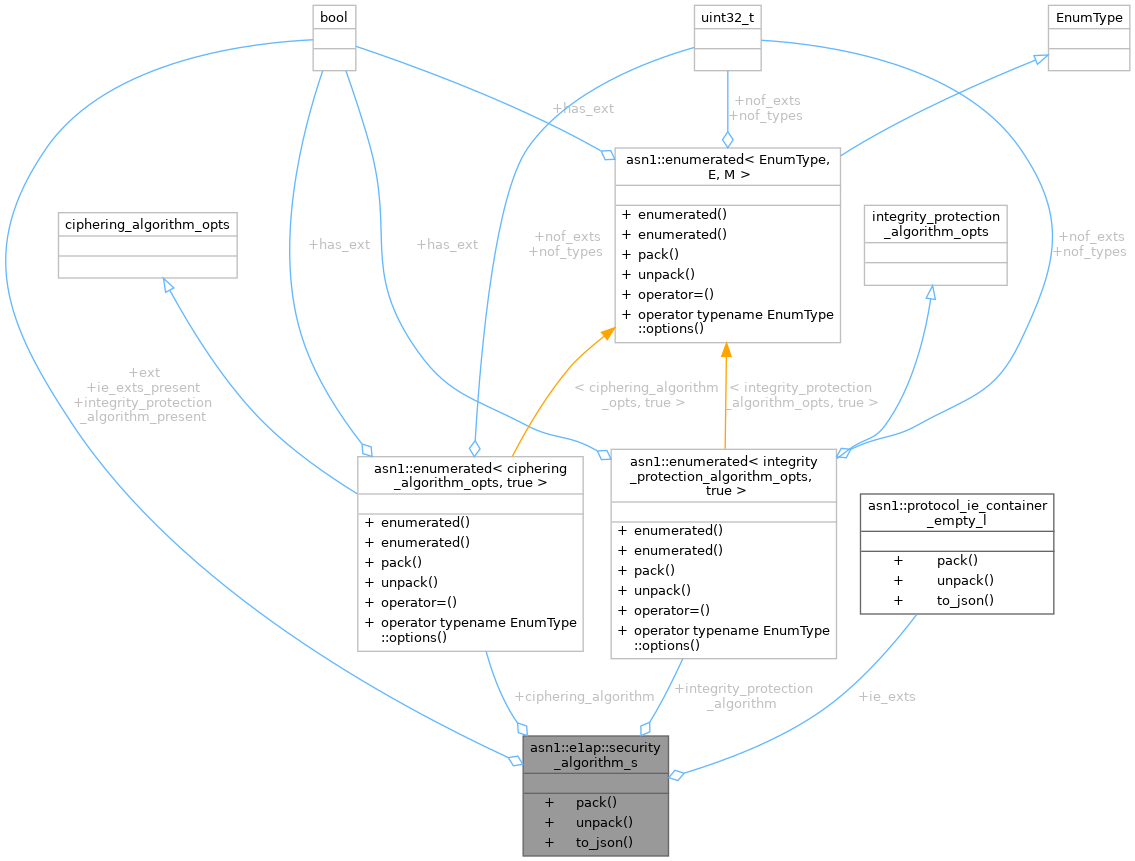 bool
uint32_t
EnumType
+has_ext
+nof_exts
+nof_types
asn1::enumerated< EnumType,
E, M >
+ enumerated()
+ enumerated()
+ pack()
+ unpack()
+ operator=()
+ operator typename EnumType
::options()
ciphering_algorithm_opts
integrity_protection
_algorithm_opts
+has_ext
+has_ext
+nof_exts
+nof_types
+nof_exts
+nof_types
+ext
+ie_exts_present
+integrity_protection
_algorithm_present
< ciphering_algorithm
_opts, true >
< integrity_protection
_algorithm_opts, true >
asn1::enumerated< ciphering
_algorithm_opts, true >
+ enumerated()
+ enumerated()
+ pack()
+ unpack()
+ operator=()
+ operator typename EnumType
::options()
asn1::enumerated< integrity
_protection_algorithm_opts,
true >
+ enumerated()
+ enumerated()
+ pack()
+ unpack()
+ operator=()
+ operator typename EnumType
::options()
asn1::protocol_ie_container
_empty_l
+ pack()
+ unpack()
+ to_json()
+ciphering_algorithm
+integrity_protection
_algorithm
+ie_exts
asn1::e1ap::security
_algorithm_s
+ pack()
+ unpack()
+ to_json()